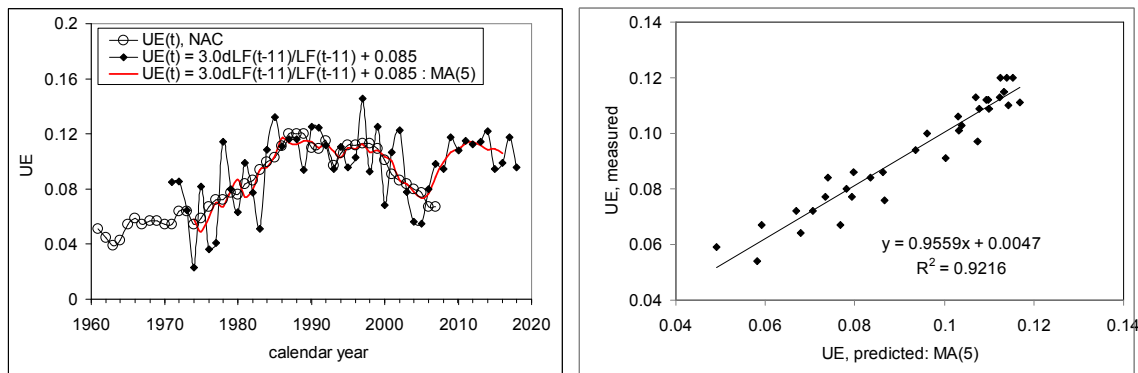 0.2
0.16
0.12
0.08
0.04
0
UE
UE(t), NAC
UE(t) = 3.0dLF(t-11)/LF(t-11) + 0.085
UE(t) = 3.0dLF(t-11)/LF(t-11) + 0.085 : MA(5)
1960 1970 1980 1990 2000 2010 2020
calendar year
0.14
0.12
0.10
0.08
0.06
0.04
UE, measured
y = 0.9559x + 0.0047
R² = 0.9216
0.04 0.06 0.08 0.1 0.12 0.14
UE, predicted: MA(5)